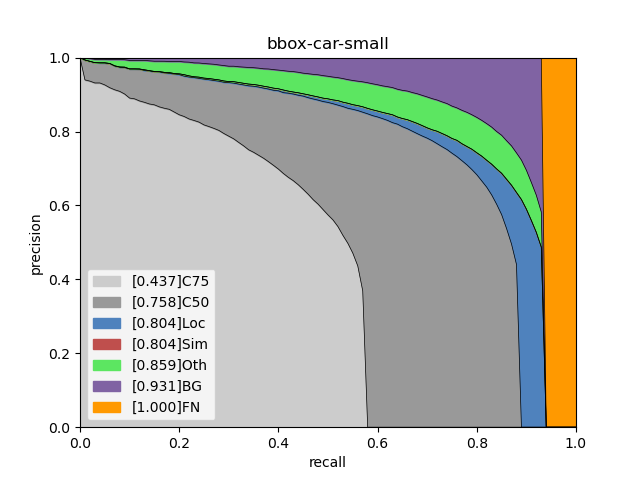 bbox-car-small
1.0
0.8
0.6
0.4
0.2
0.0
precision
[0.437]C75
[0.758]C50
[0.804]Loc
[0.804]Sim
[0.859]Oth
[0.931]BG
[1.000]FN
0.0 0.2 0.4 0.6 0.8 1.0
recall